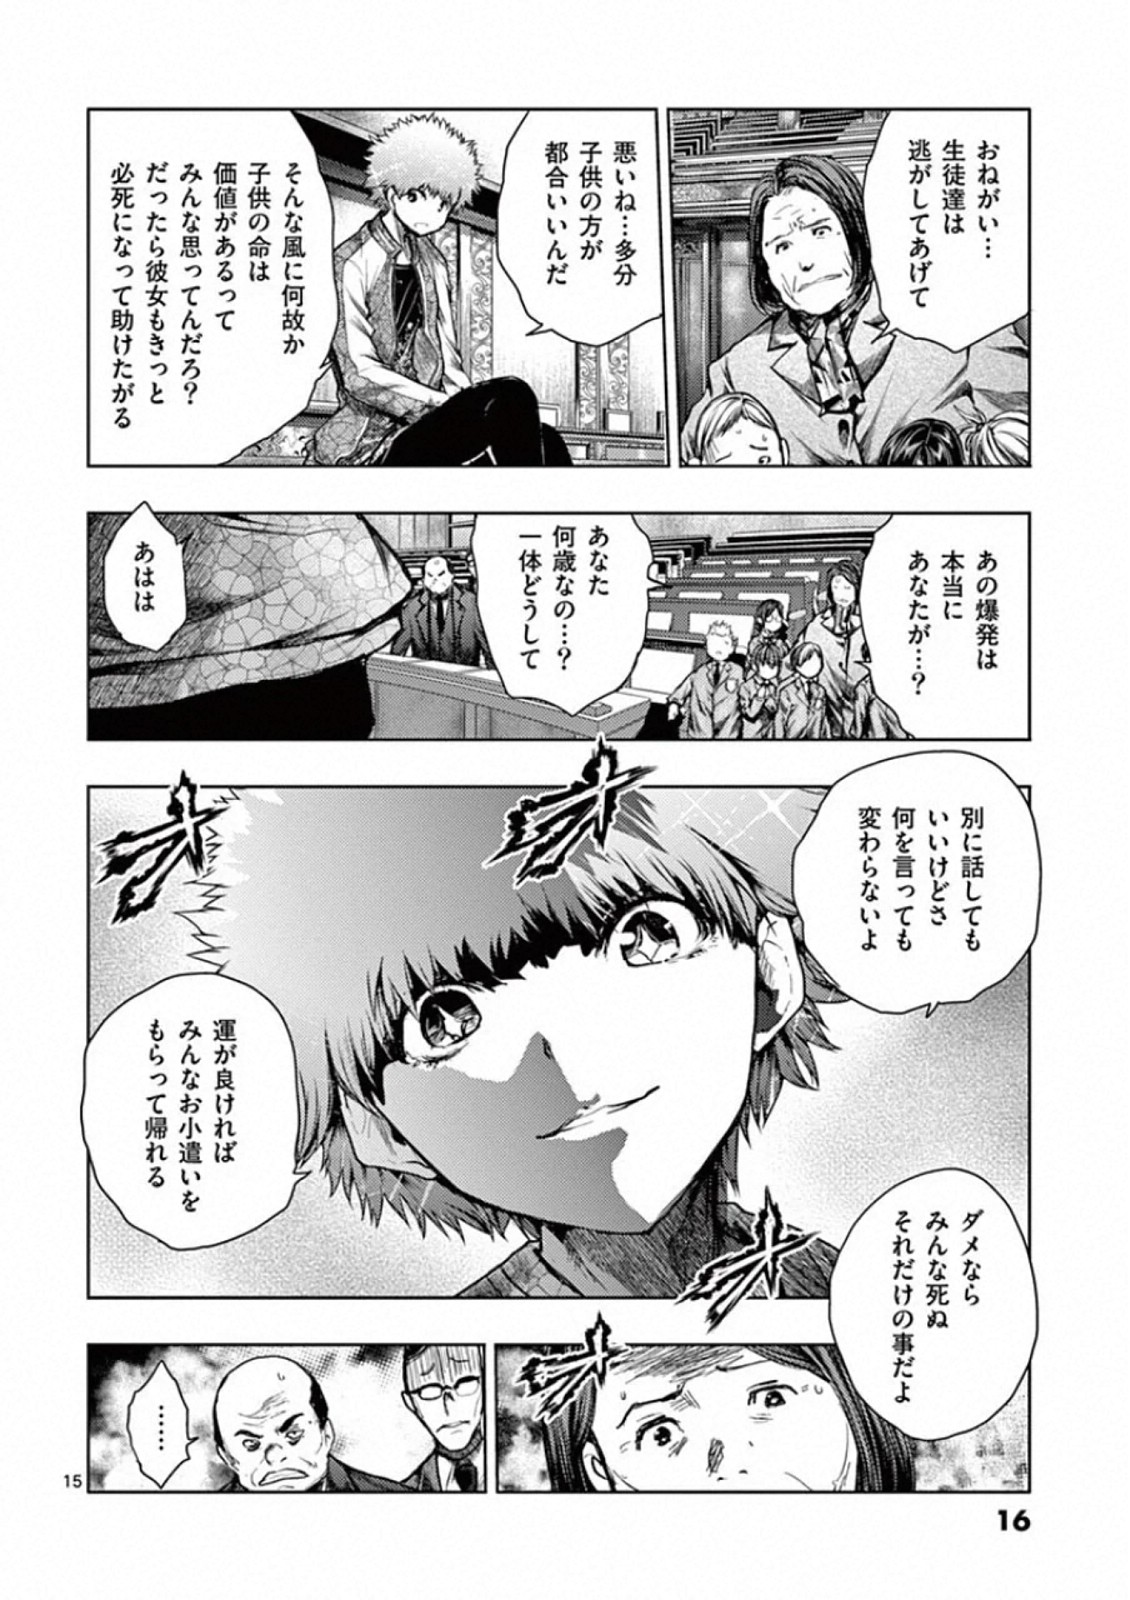 おねがい…
生徒達は
逃がしてあげて
悪いね…多分
子供の方が
都合いいんだ
そんな風に何故か
子供の命は
価値があるって
みんな思ってんだろ？
だったら彼女もきっと
必死になって助けたがる
あの爆発は
本当に
あなたが…？
あなた
何歳なの…？
一体どうして
あはは
別に話しても
いいけどさ
何を言っても
変わらないよ
運が良ければ
みんなお小遣いを
もらって帰れる
ダメなら
みんな死ぬ
それだけの事だよ
……
15
16